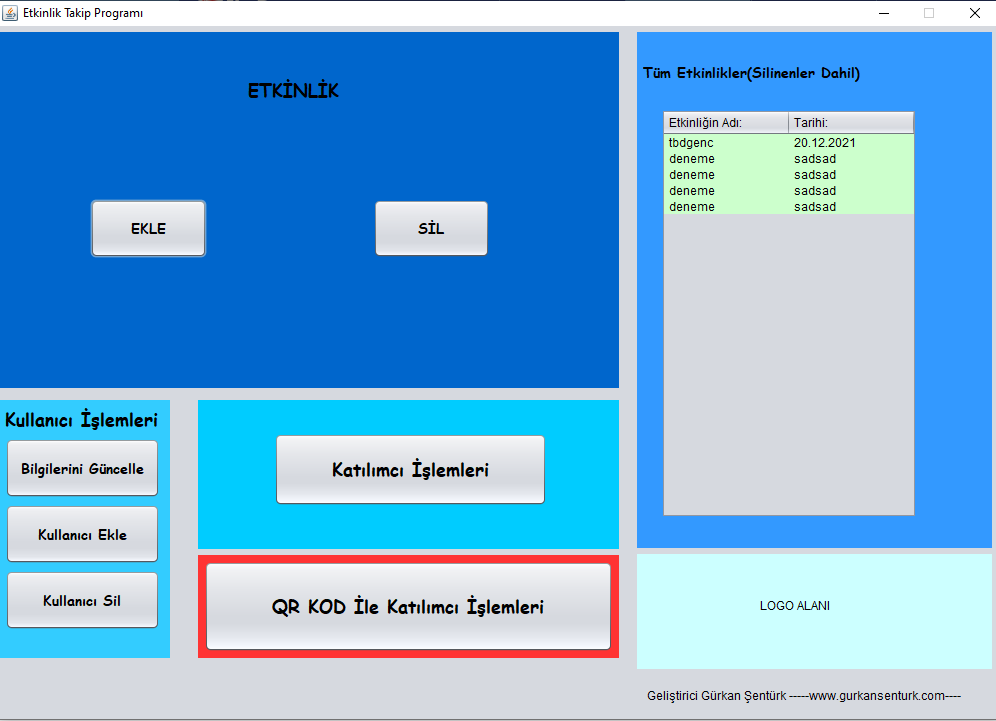 Etkinlik Takip Programı
ETKİNLİK
EKLE
SİL
Kullanıcı İşlemleri
Bilgilerini Güncelle
Kullanıcı Ekle
Kullanıcı Sil
Katılımcı İşlemleri
QR KOD İle Katılımcı İşlemleri
Tüm Etkinlikler(Silinenler Dahil)
Etkinliğin Adı: Tarihi:
tbdgenc 20.12.2021
deneme sadsad
deneme sadsad
deneme sadsad
deneme sadsad
LOGO ALANI
Geliştirici Gürkan Şentürk -----www.gurkansenturk.com----